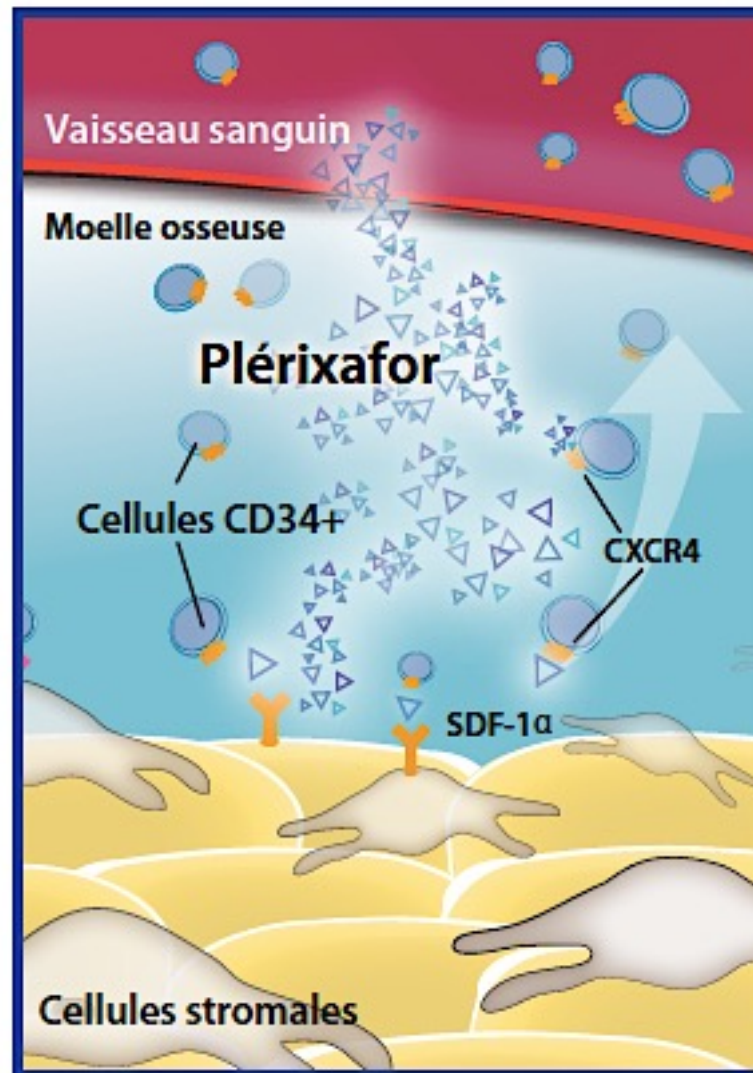 Vaisseau sanguin
Moelle osseuse
Plérixafor
Cellules CD34+
CXCR4
SDF-1α
Cellules stromales